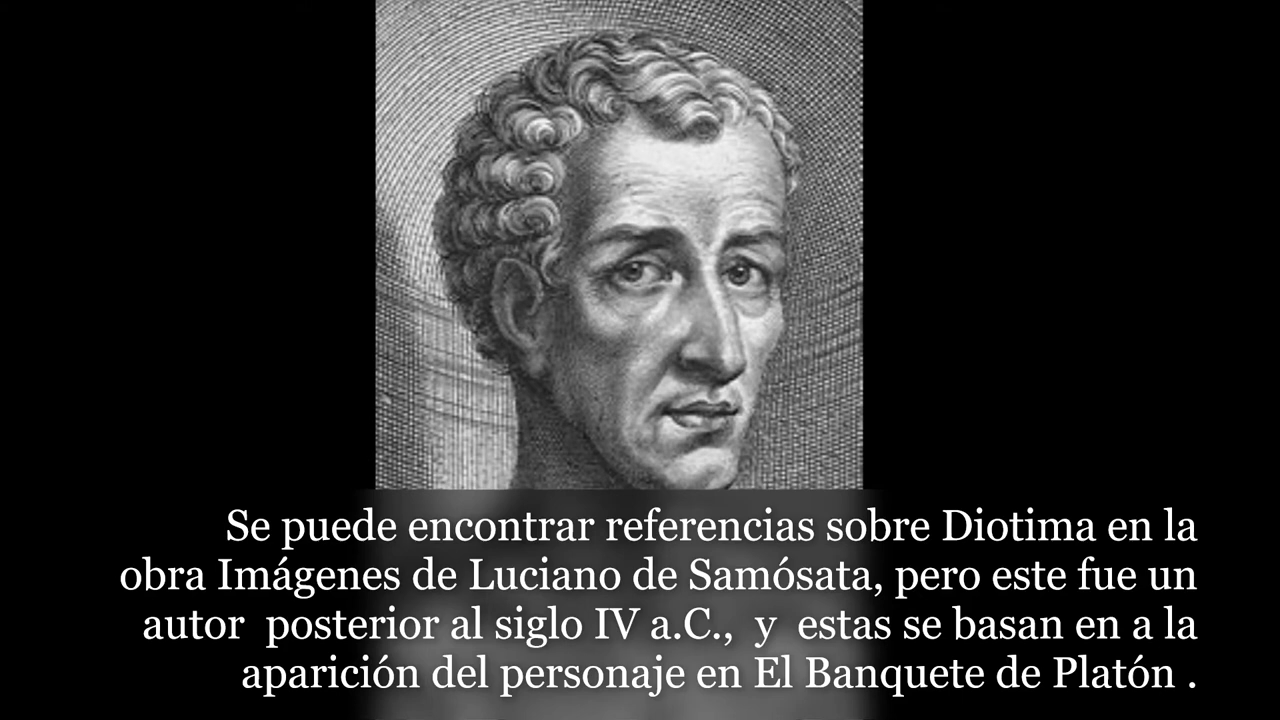 Se puede encontrar referencias sobre Diotima en la
obra Imágenes de Luciano de Samósata, pero este fue un
autor  posterior al siglo IV a.C.,  y  estas se basan en a la
aparición del personaje en El Banquete de Platón .